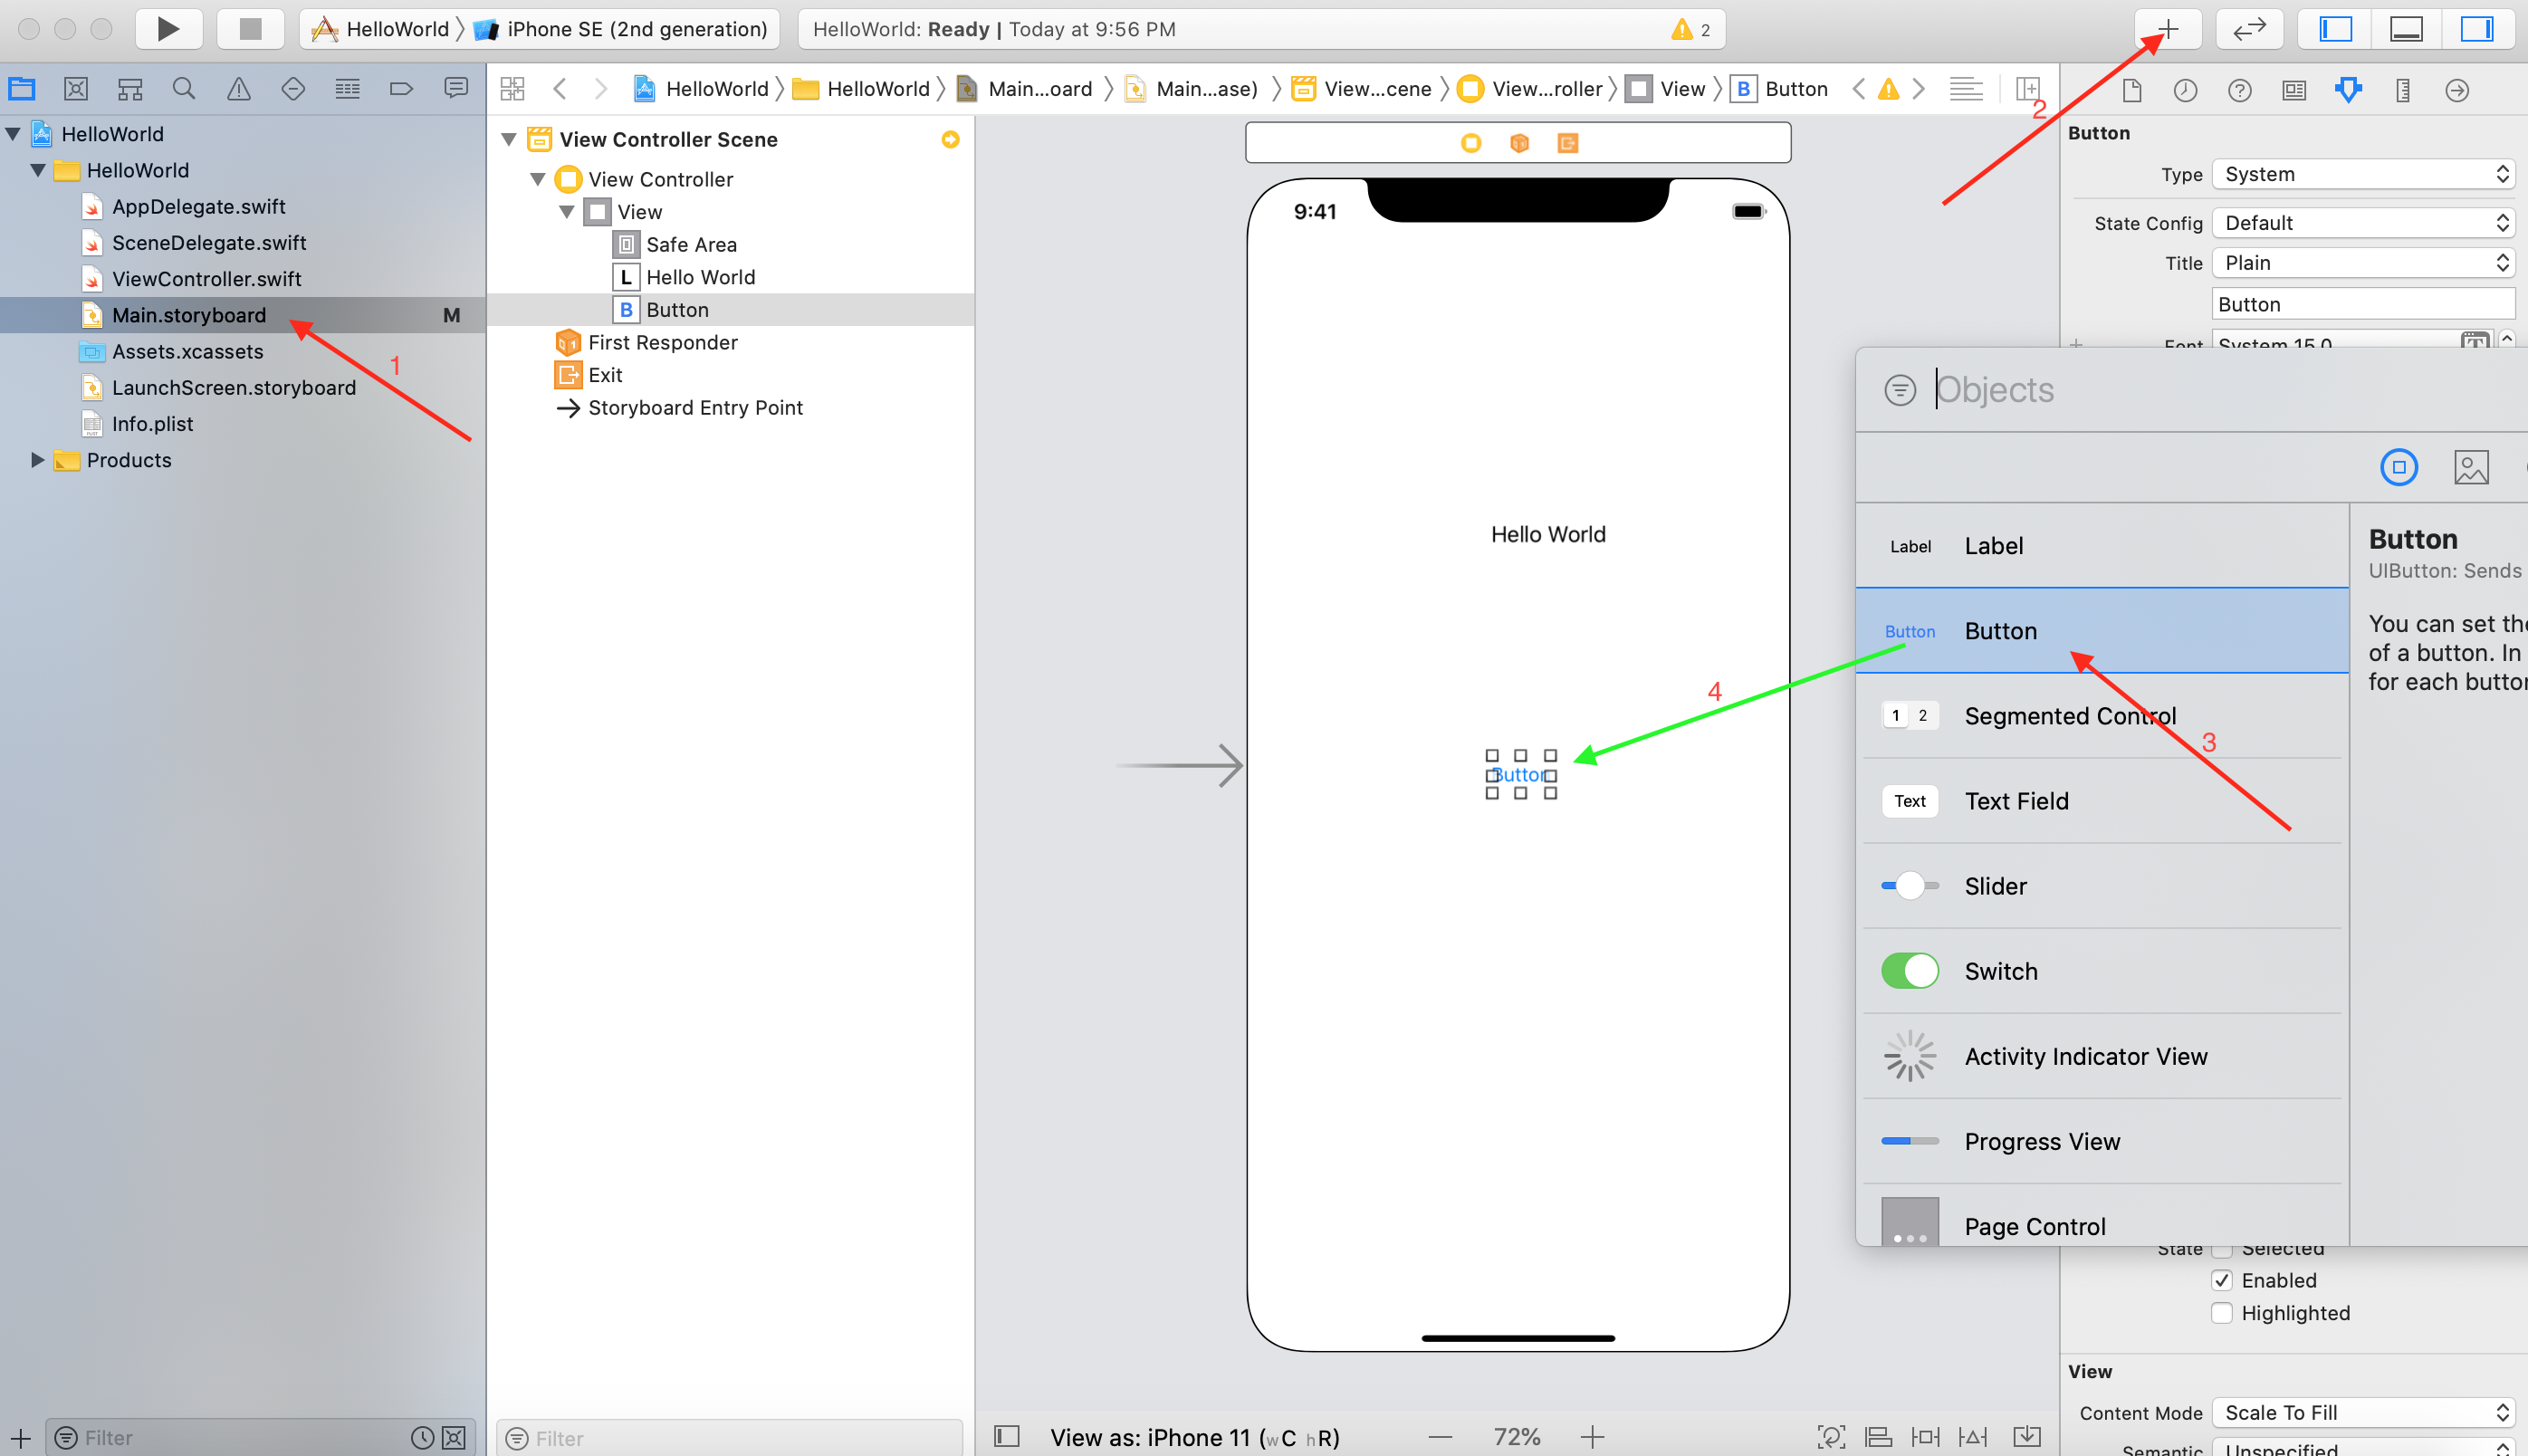 HelloWorld iPhone SE (2nd generation)
HelloWorld: Ready | Today at 9:56 PM
2
HelloWorld
HelloWorld
AppDelegate.swift
SceneDelegate.swift
ViewController.swift
Main.storyboard M
Assets.xcassets
LaunchScreen.storyboard
Info.plist
Products
1
Filter
HelloWorld HelloWorld Main...oard Main...ase) View...cene View...roller View B Button
View Controller Scene
View Controller
View
Safe Area
L Hello World
B Button
First Responder
Exit
Storyboard Entry Point
Filter
9:41
Hello World
Button
4
View as: iPhone 11 (wC hR)
72%
2
Button
Type System
State Config Default
Title Plain
Button
Font System 15.0
Objects
Label Label
Button Button
1 2 Segmented Control
3
Text Text Field
Slider
Switch
Activity Indicator View
Progress View
Page Control
Button
UIButton: Sends
You can set the
of a button. In
for each button
State Selected
Enabled
Highlighted
View
Content Mode Scale To Fill
Semantic Unspecified